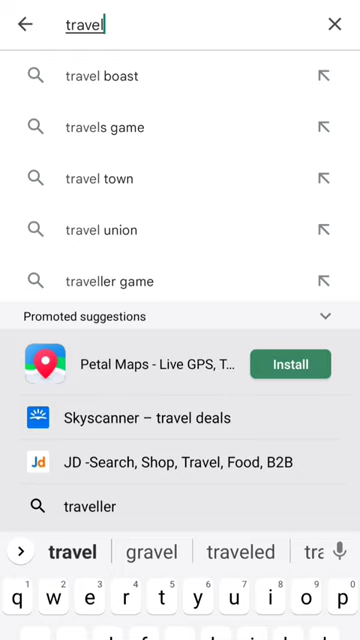 travel
travel boast
travels game
travel town
travel union
traveller game
Promoted suggestions
Petal Maps - Live GPS, T...
Install
Skyscanner – travel deals
Jd
JD -Search, Shop, Travel, Food, B2B
traveller
travel gravel traveled tra
1 2 3 4 5 6 7 8 9 0
q w e r t y u i o p